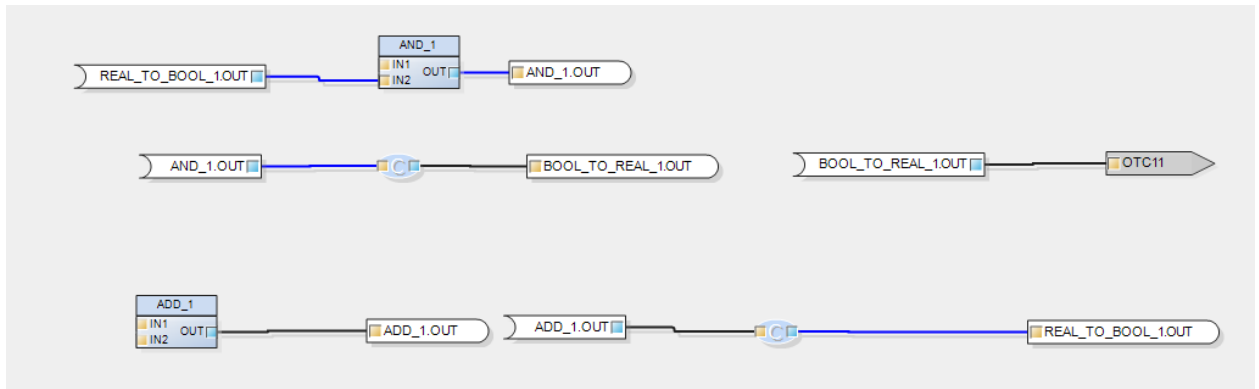 AND_1
REAL_TO_BOOL_1.OUT
IN1
IN2
OUT
AND_1.OUT
AND_1.OUT
C
BOOL_TO_REAL_1.OUT
BOOL_TO_REAL_1.OUT
OTC11
ADD_1
IN1
IN2
OUT
ADD_1.OUT
ADD_1.OUT
C
REAL_TO_BOOL_1.OUT